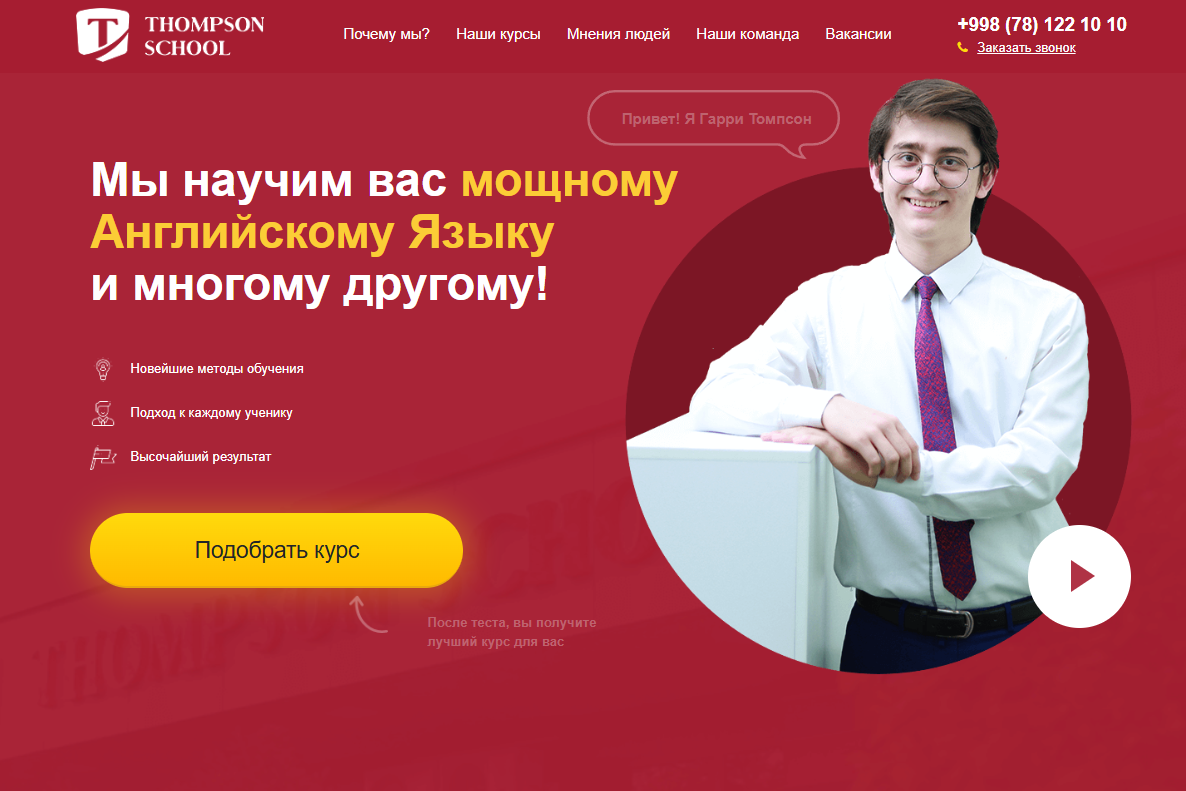 THOMPSON
SCHOOL
Почему мы?
Наши курсы
Мнения людей
Наши команда
Вакансии
+998 (78) 122 10 10
Заказать звонок
Привет! Я Гарри Томпсон
Мы научим вас мощному
Английскому Языку
и многому другому!
Новейшие методы обучения
Подход к каждому ученику
Высочайший результат
Подобрать курс
После теста, вы получите
лучший курс для вас
THOMPSON SCHOOL